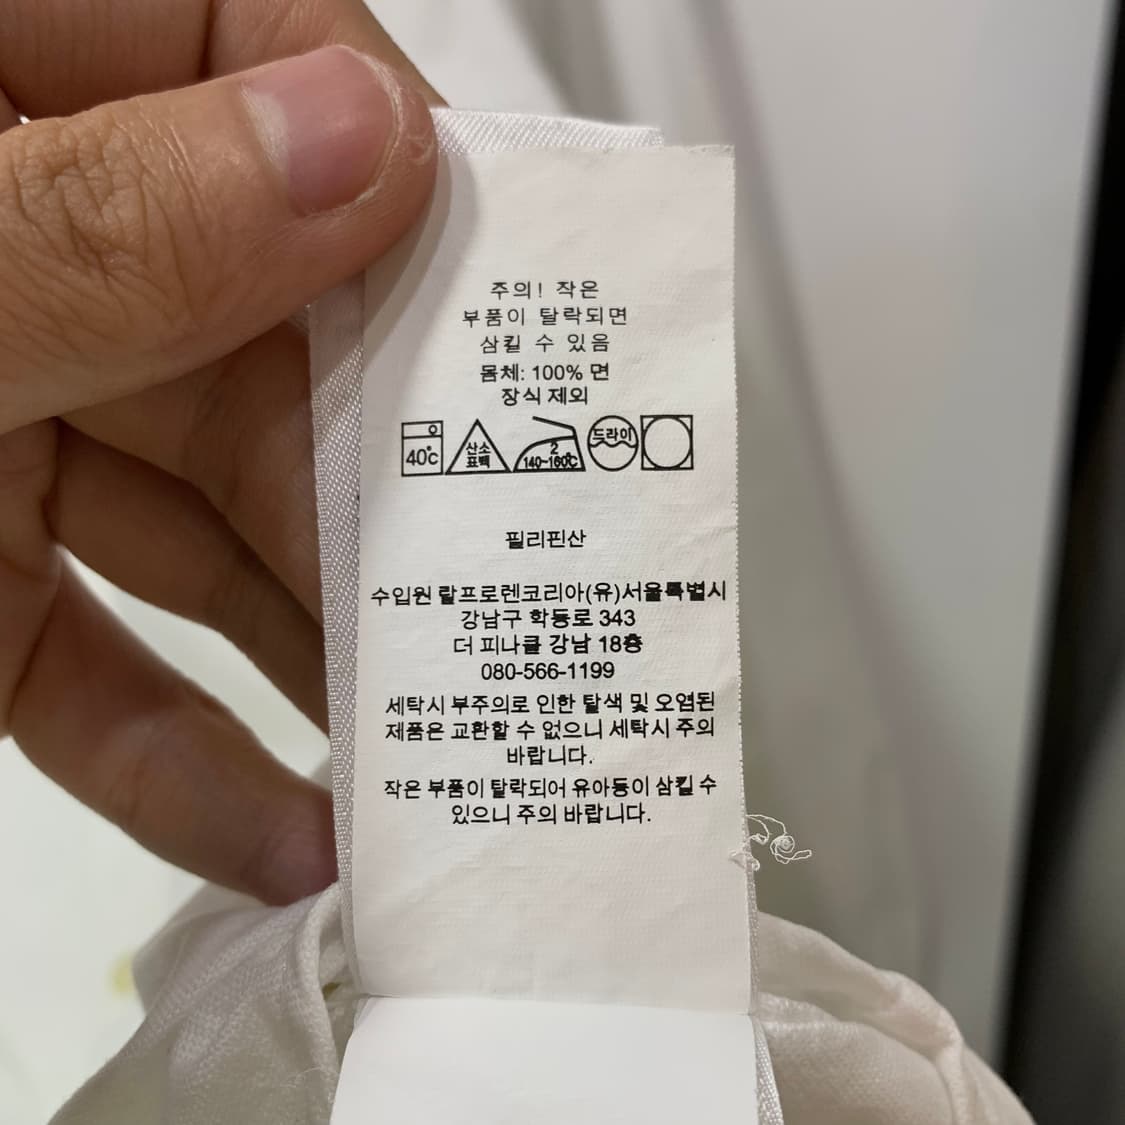 주의! 작은
부품이 탈락되면
삼킬 수 있음
몸체: 100% 면
장식 제외
40°C
산소
표백
2
140~160°C
드라이
필리핀산
수입원 랄프로렌코리아(유)서울특별시
강남구 학동로 343
더 피나클 강남 18층
080-566-1199
세탁시 부주의로 인한 탈색 및 오염된
제품은 교환할 수 없으니 세탁시 주의
바랍니다.
작은 부품이 탈락되어 유아등이 삼킬 수
있으니 주의 바랍니다.